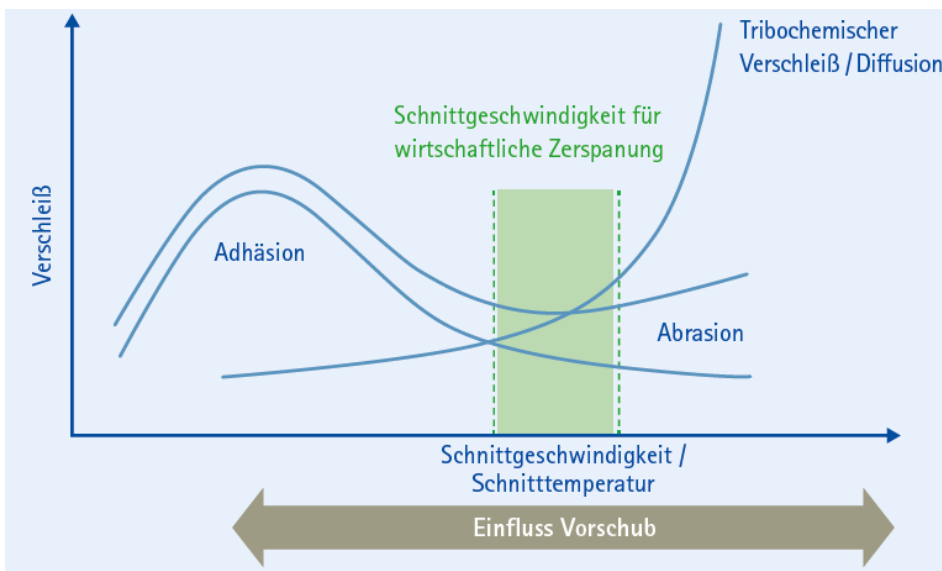 Tribochemischer
Verschleiß / Diffusion
Schnittgeschwindigkeit für
wirtschaftliche Zerspanung
Verschleiß
Adhäsion
Abrasion
Schnittgeschwindigkeit /
Schnitttemperatur
Einfluss Vorschub